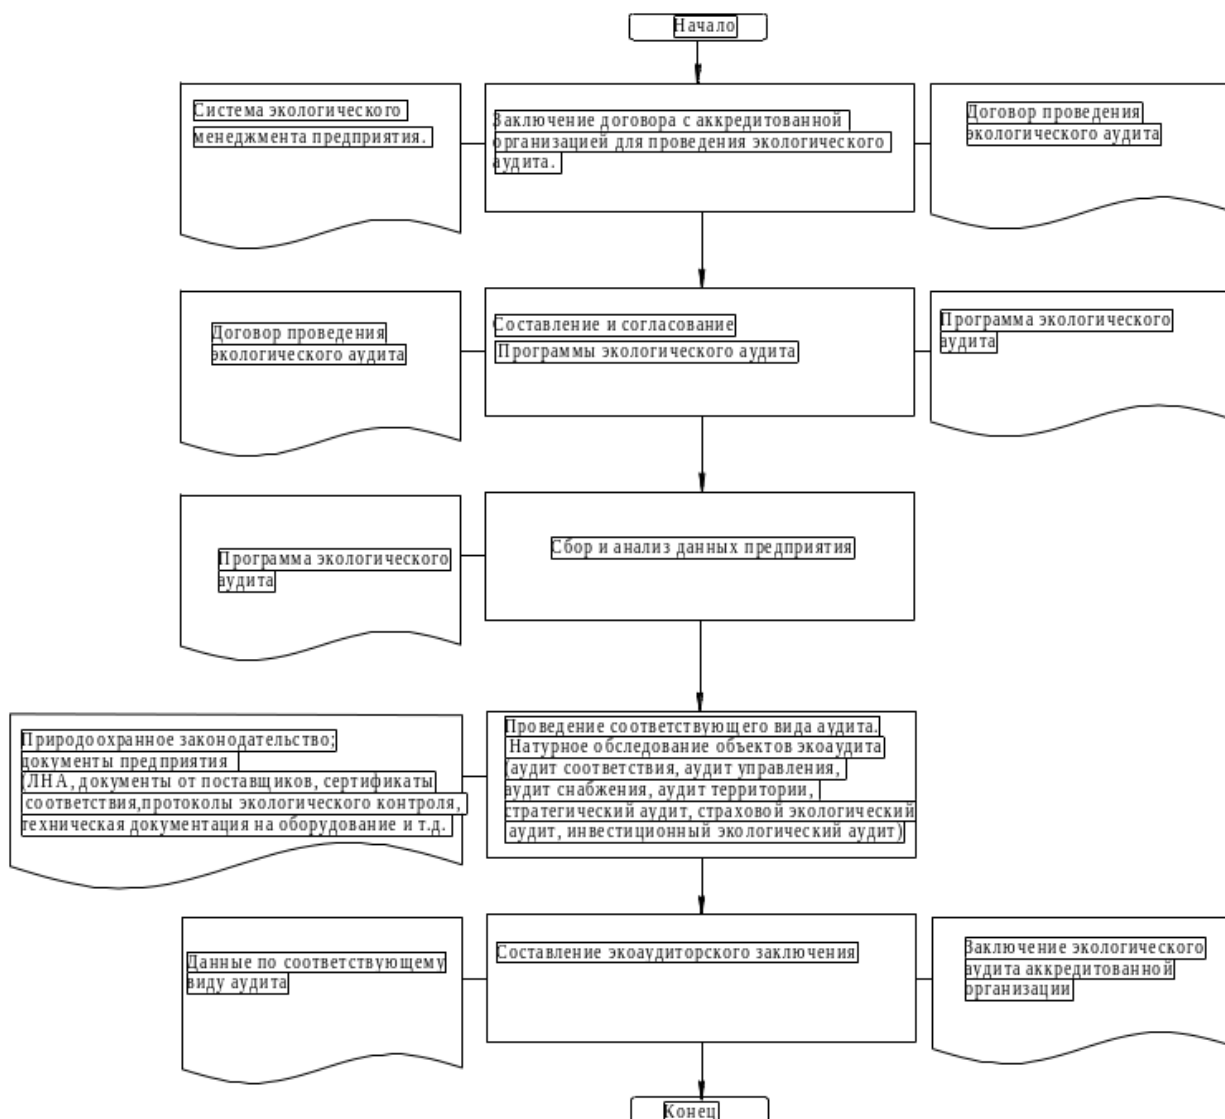 Начало
Система экологического
менеджмента предприятия.
Заключение договора с аккредитованной
организацией для проведения экологического
аудита.
Договор проведения
экологического аудита
Договор проведения
экологического аудита
Составление и согласование
Программы экологического аудита
Программа экологического
аудита
Программа экологического
аудита
Сбор и анализ данных предприятия
Природоохранное законодательство;
документы предприятия
(ЛНА, документы от поставщиков, сертификаты
соответствия,протоколы экологического контроля,
техническая документация на оборудование и т.д.
Проведение соответствующего вида аудита.
Натурное обследование объектов экоаудита
(аудит соответствия, аудит управления,
аудит снабжения, аудит территории,
стратегический аудит, страховой экологический
аудит, инвестиционный экологический аудит)
Данные по соответствующему
виду аудита
Составление экоаудиторского заключения
Заключение экологического
аудита аккредитованной
организации
Конец